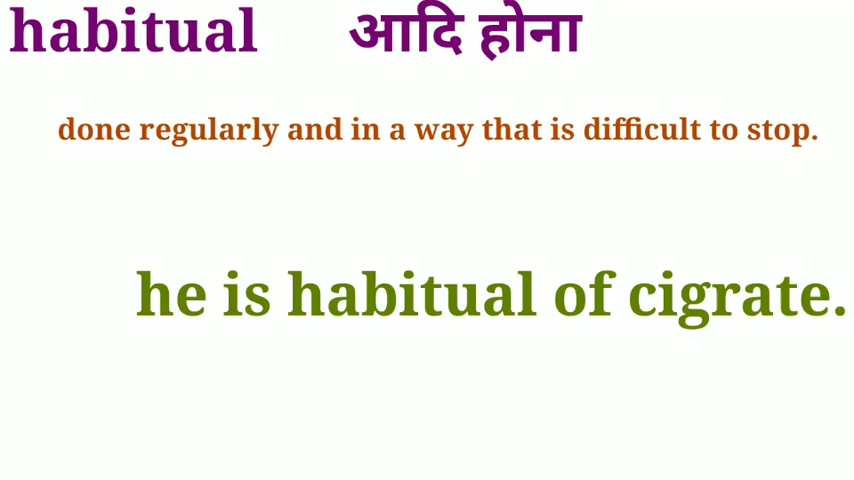 habitual आदि होना
done regularly and in a way that is difficult to stop.
he is habitual of cigrate.